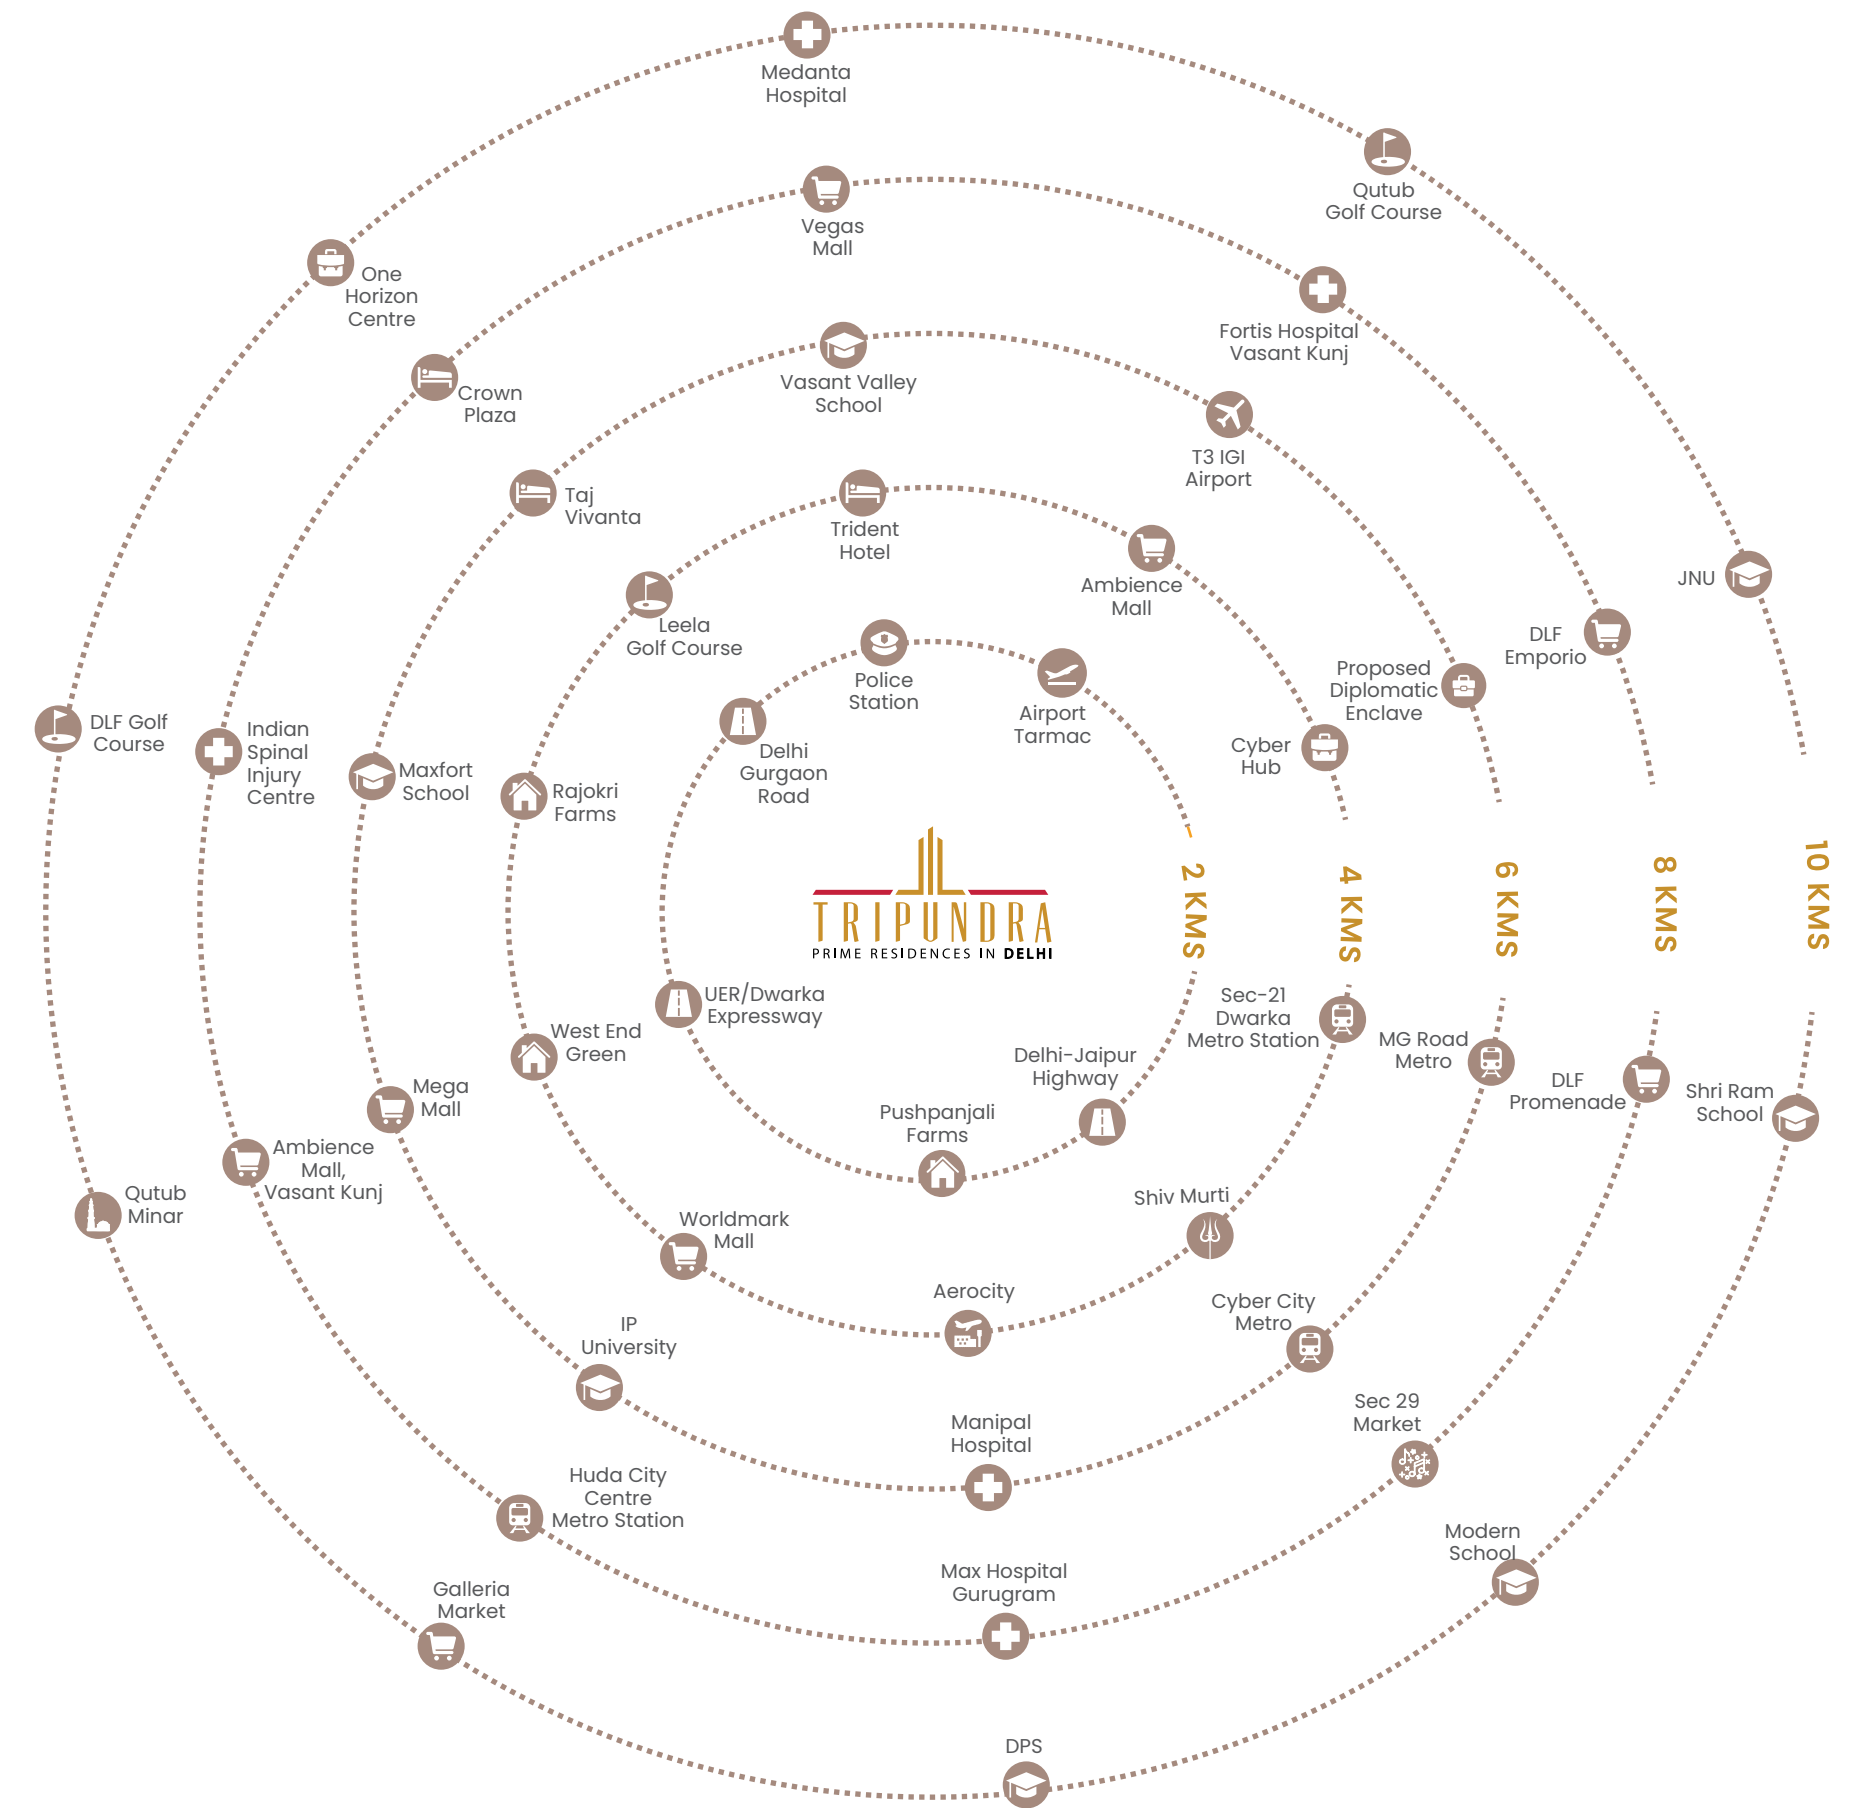 Medanta
Hospital
Qutub
Golf Course
Vegas
Mall
One
Horizon
Centre
Fortis Hospital
Vasant Kunj
Crown
Plaza
Vasant Valley
School
T3 IGI
Airport
Taj
Vivanta
Trident
Hotel
Ambience
Mall
JNU
Leela
Golf Course
DLF
Emporio
Proposed
Diplomatic
Enclave
Police
Station
Airport
Tarmac
DLF Golf
Course
Indian
Spinal
Injury
Centre
Maxfort
School
Rajokri
Farms
Delhi
Gurgaon
Road
Cyber
Hub
TRIPUNDRA
PRIME RESIDENCES IN DELHI
2 KMS
4 KMS
6 KMS
8 KMS
10 KMS
UER/Dwarka
Expressway
Sec-21
Dwarka
Metro Station
West End
Green
MG Road
Metro
Delhi-Jaipur
Highway
DLF
Promenade
Shri Ram
School
Mega
Mall
Pushpanjali
Farms
Ambience
Mall,
Vasant Kunj
Qutub
Minar
Shiv Murti
Worldmark
Mall
Aerocity
Cyber City
Metro
IP
University
Manipal
Hospital
Sec 29
Market
Huda City
Centre
Metro Station
Modern
School
Max Hospital
Gurugram
Galleria
Market
DPS